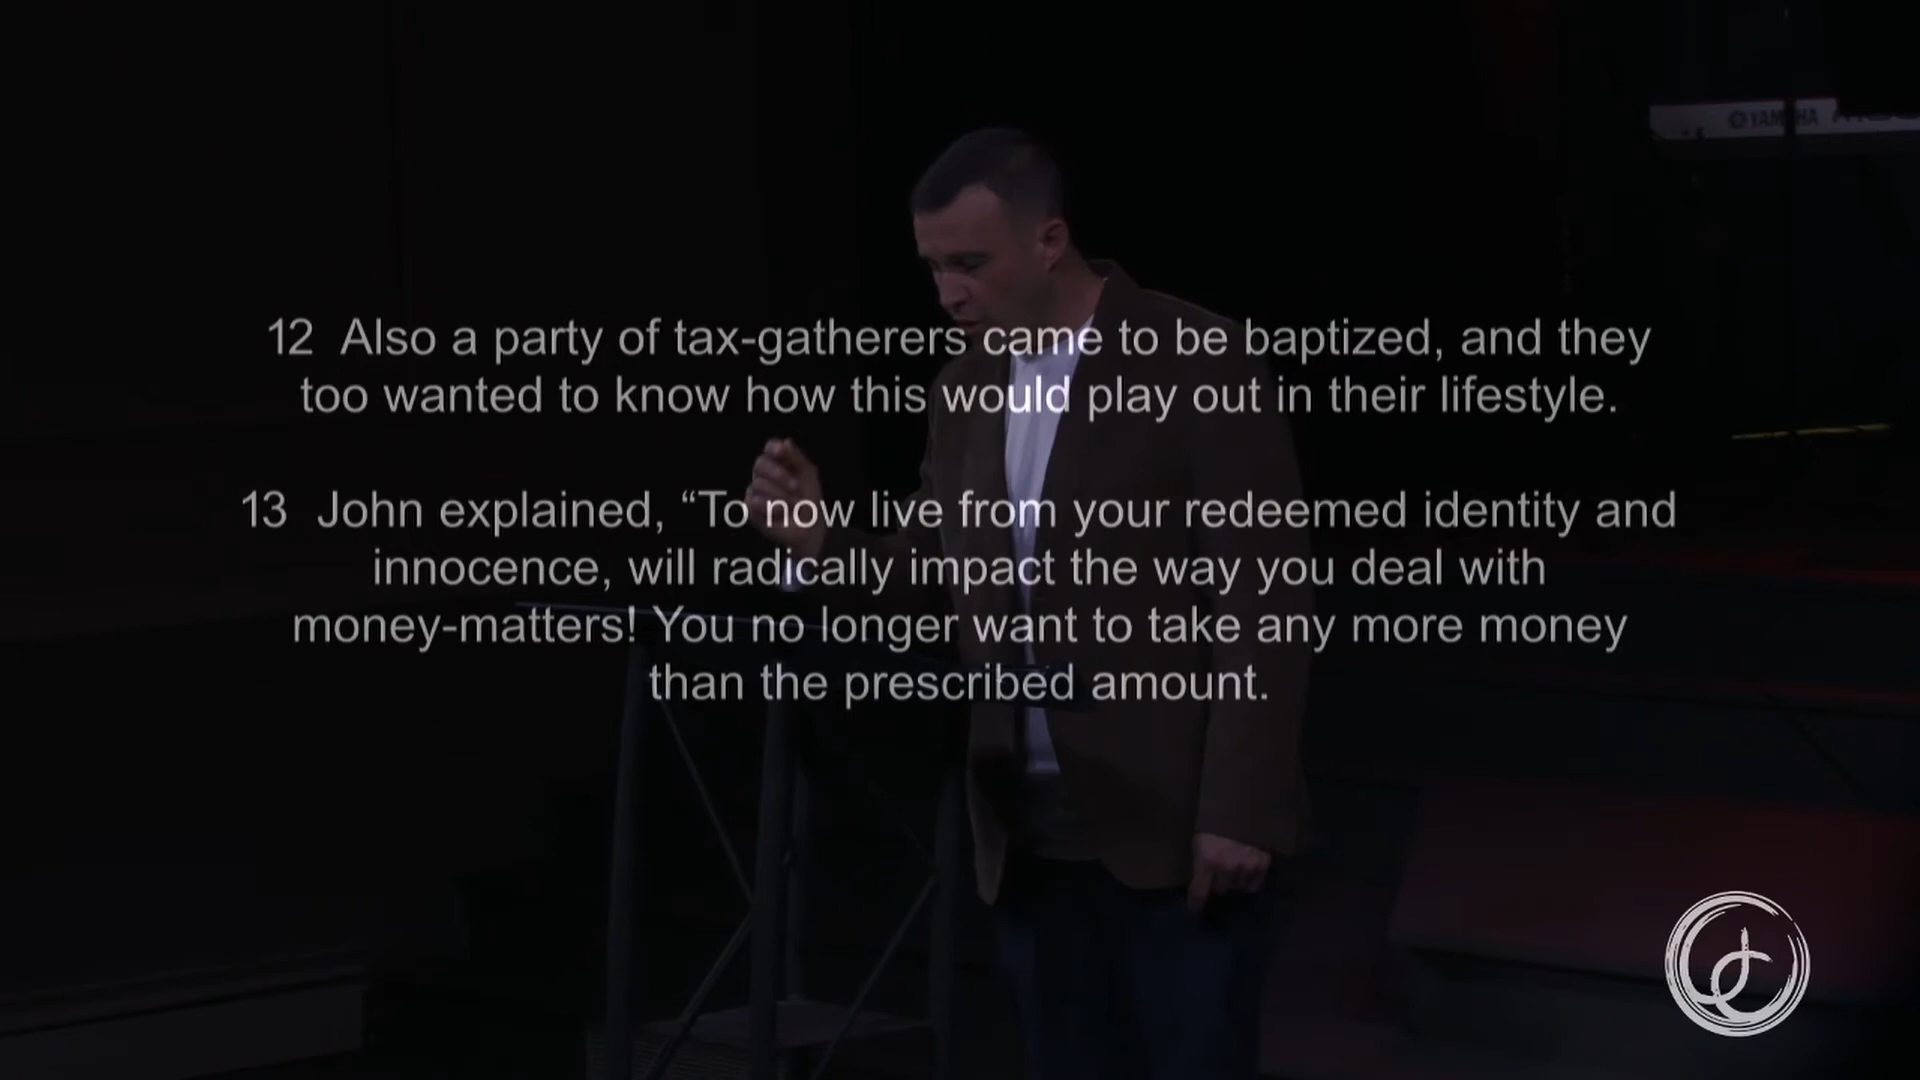 YAMAHA
12  Also a party of tax-gatherers came to be baptized, and they
too wanted to know how this would play out in their lifestyle.
13  John explained, “To now live from your redeemed identity and
innocence, will radically impact the way you deal with
money-matters! You no longer want to take any more money
than the prescribed amount.